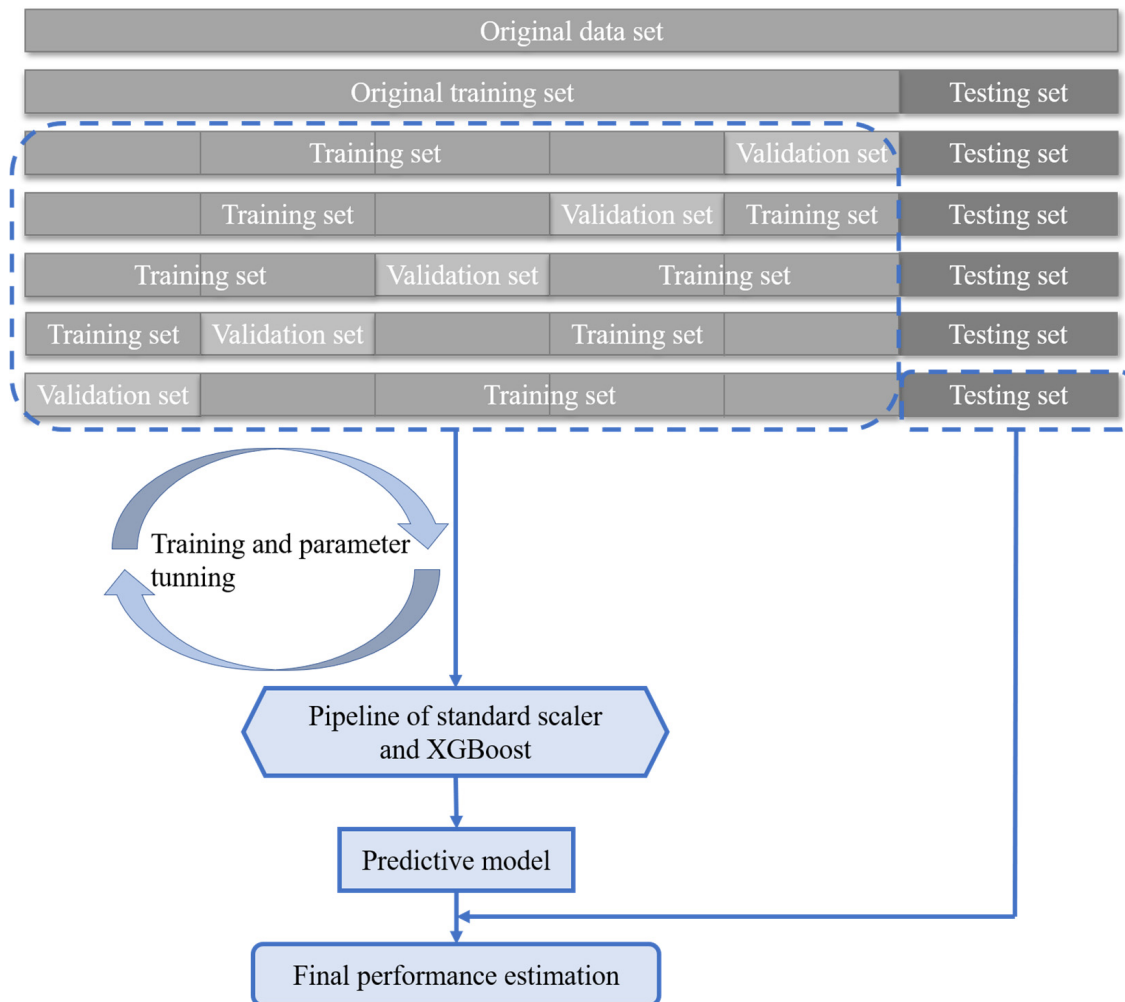 Original data set
Original training set Testing set
Training set Validation set Testing set
Training set Validation set Training set Testing set
Training set Validation set Training set Testing set
Training set Validation set Training set Testing set
Validation set Training set Testing set
Training and parameter
tunning
Pipeline of standard scaler
and XGBoost
Predictive model
Final performance estimation